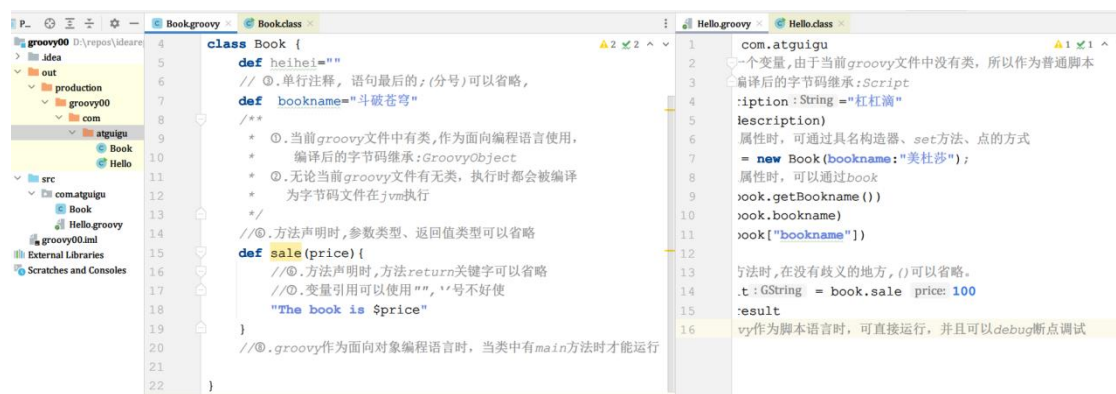 P...
Book.groovy
Book.class
Hello.groovy
Hello.class
groovy00 D:\repos\ideare
.idea
out
production
groovy00
com
atguigu
Book
Hello
src
com.atguigu
Book
Hello.groovy
groovy00.iml
External Libraries
Scratches and Consoles
2 2
4 class Book {
5 def heihei=""
6 // ①.单行注释, 语句最后的;(分号)可以省略,
7 def bookname="斗破苍穹"
8 /**
9 * ①.当前groovy文件中有类,作为面向编程语言使用,
10 * 编译后的字节码继承:GroovyObject
11 * ②.无论当前groovy文件有无类, 执行时都会被编译
12 * 为字节码文件在jvm执行
13 */
14 //⑥.方法声明时,参数类型、返回值类型可以省略
15 def sale(price){
16 //⑥.方法声明时,方法return关键字可以省略
17 //⑦.变量引用可以使用"",''号不好使
18 "The book is $price"
19 }
20 //⑧.groovy作为面向对象编程语言时, 当类中有main方法时才能运行
21
22 }
1 1
1 com.atguigu
2 一个变量,由于当前groovy文件中没有类, 所以作为普通脚本
3 编译后的字节码继承:Script
4 ription : String ="杠杠滴"
5 description)
6 属性时, 可通过具名构造器、set方法、点的方式
7 = new Book(bookname:"美杜莎");
8 属性时, 可以通过book
9 book.getBookname())
10 book.bookname)
11 book["bookname"])
12
13 方法时,在没有歧义的地方,()可以省略。
14 t : GString = book.sale price: 100
15 result
16 vy作为脚本语言时, 可直接运行, 并且可以debug断点调试